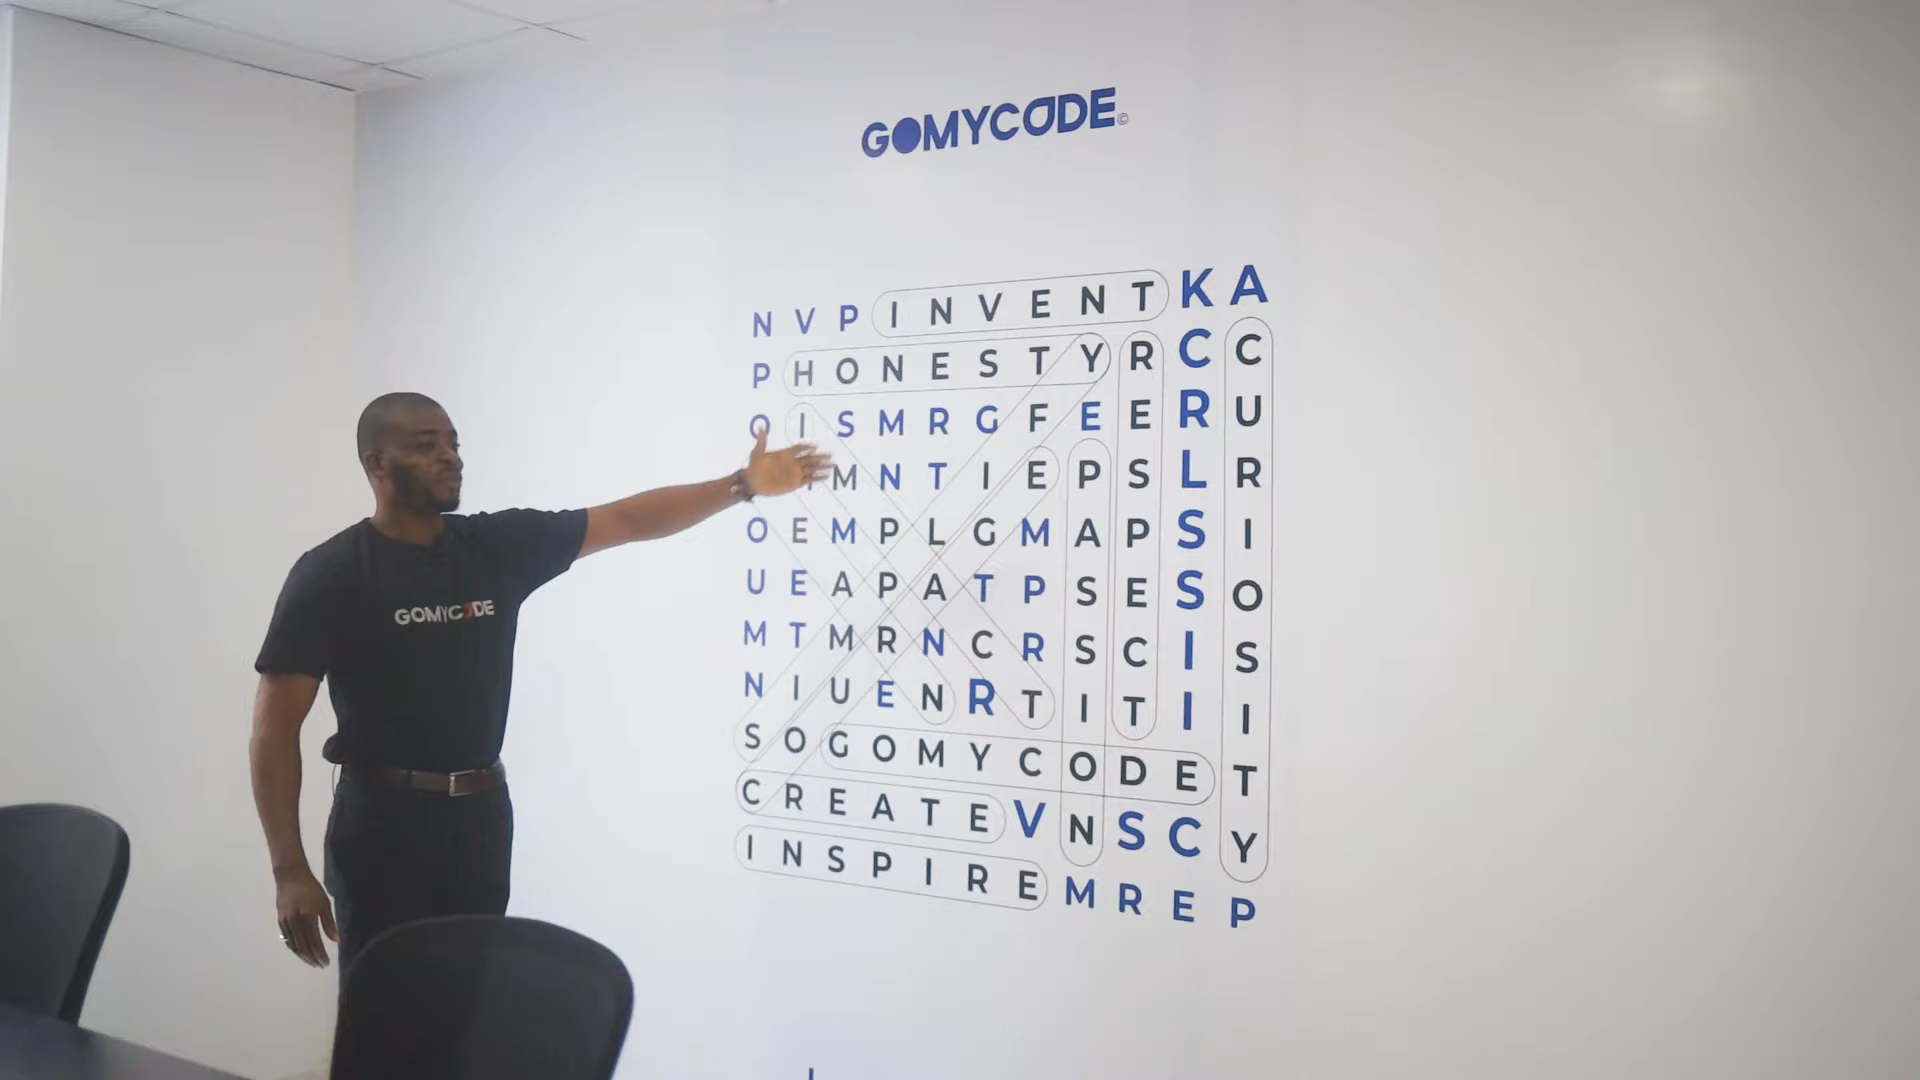 GOMYCODE©
N V P I N V E N T K A
P H O N E S T Y R C C
O I S M R G F E E R U
M N T I E P S L R
O E M P L G M A P S I
U E A P A T P S E S O
M T M R N C R S C I S
N I U E N R T I T I I
S O G O M Y C O D E T
C R E A T E V N S C Y
I N S P I R E M R E P
GOMYCODE